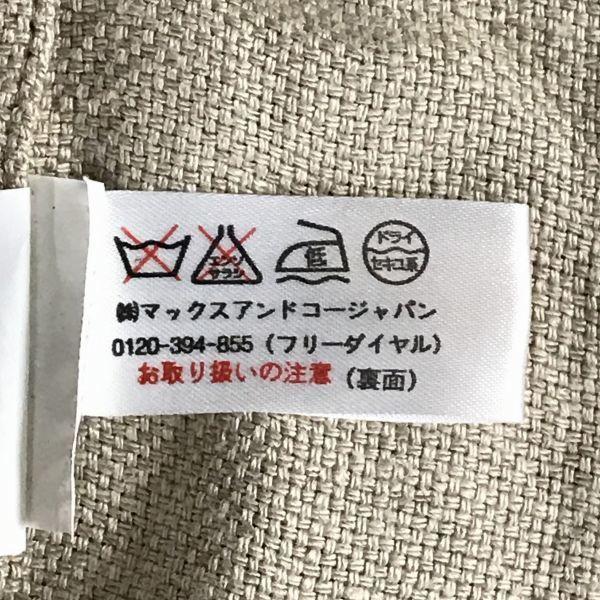 エンソ サラシ 低 ドライ セキユ系
㈱マックスアンドコージャパン
0120-394-855 (フリーダイヤル)
お取り扱いの注意 (裏面)